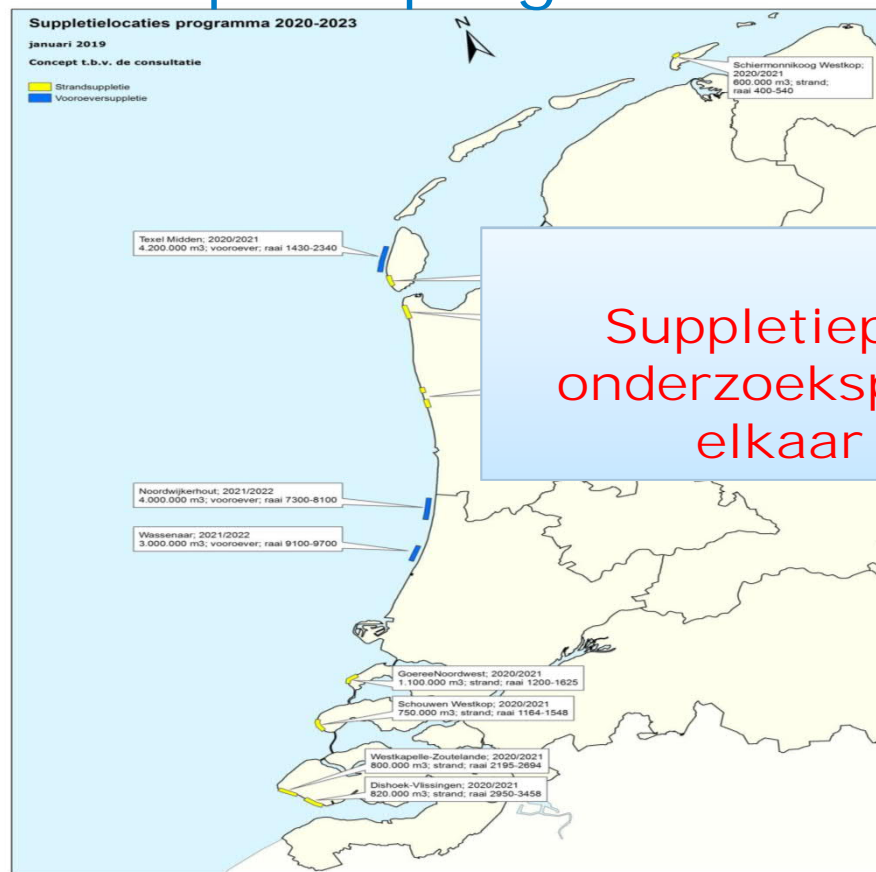 Suppletielocaties programma 2020-2023
januari 2019
Concept t.b.v. de consultatie
Strandsuppletie
Vooroeversuppletie
N
Schiermonnikoog Westkop;
2020/2021
600.000 m3; strand;
raai 400-540
Texel Midden; 2020/2021
4.200.000 m3; vooroever; raai 1430-2340
Suppletiep
onderzoeksp
elkaar
Noordwijkerhout; 2021/2022
4.000.000 m3; vooroever; raai 7300-8100
Wassenaar; 2021/2022
3.000.000 m3; vooroever; raai 9100-9700
GoereeNoordwest; 2020/2021
1.100.000 m3; strand; raai 1200-1625
Schouwen Westkop; 2020/2021
750.000 m3; strand; raai 1164-1548
Westkapelle-Zoutelande; 2020/2021
800.000 m3; strand; raai 2195-2694
Dishoek-Vlissingen; 2020/2021
820.000 m3; strand; raai 2950-3458